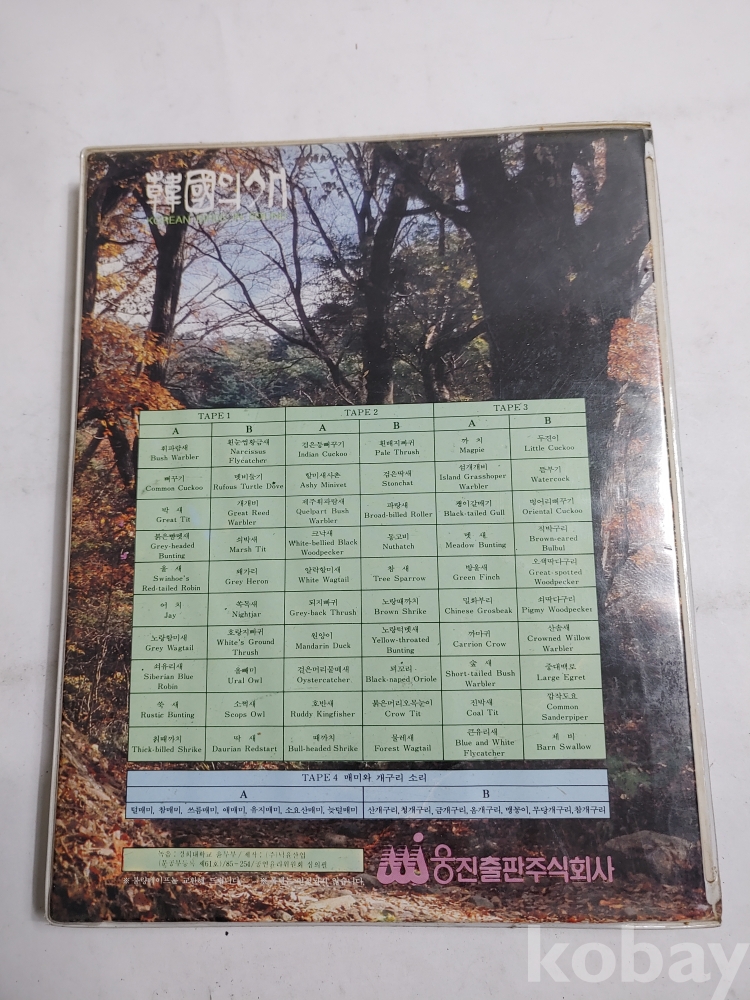 韓國의새
KOREAN
TAPE 1 TAPE 2 TAPE 3
A B A B A B
휘파람새 흰눈썹황금새 검은등뻐꾸기 흰배지빠귀 까 치 두견이
Bush Warbler Narcissus Flycatcher Indian Cuckoo Pale Thrush Magpie Little Cuckoo
뻐꾸기 멧비둘기 할미새사촌 검은딱새 섬개개비 뜸부기
Common Cuckoo Rufous Turtle Dove Ashy Minivet Stonchat Island Grasshoper Warbler Watercock
박 새 개개비 제주휘파람새 파랑새 괭이갈매기 벙어리뻐꾸기
Great Tit Great Reed Warbler Quelpart Bush Warbler Broad-billed Roller Black-tailed Gull Oriental Cuckoo
붉은뺨멧새 쇠박새 크낙새 동고비 멧 새 직박구리
Grey-headed Bunting Marsh Tit White-bellied Black Woodpecker Nuthatch Meadow Bunting Brown-eared Bulbul
울 새 왜가리 알락할미새 참 새 방울새 오색딱다구리
Swinhoe's Red-tailed Robin Grey Heron White Wagtail Tree Sparrow Green Finch Great-spotted Woodpecker
어 치 쏙독새 되지빠귀 노랑때까치 밀화부리 쇠딱다구리
Jay Nightjar Grey-back Thrush Brown Shrike Chinese Grosbeak Pigmy Woodpecker
노랑할미새 호랑지빠귀 원앙이 노랑턱멧새 까마귀 산솔새
Grey Wagtail White's Ground Thrush Mandarin Duck Yellow-throated Bunting Carrion Crow Crowned Willow Warbler
쇠유리새 올빼미 검은머리물떼새 꾀꼬리 숲 새 중대백로
Siberian Blue Robin Ural Owl Oystercatcher Black-naped Oriole Short-tailed Bush Warbler Large Egret
쑥 새 소쩍새 호반새 붉은머리오목눈이 진박새 깝작도요
Rustic Bunting Scops Owl Ruddy Kingfisher Crow Tit Coal Tit Common Sanderpiper
칡때까치 딱 새 때까치 물레새 큰유리새 제 비
Thick-billed Shrike Daurian Redstart Bull-headed Shrike Forest Wagtail Blue and White Flycatcher Barn Swallow
TAPE 4 매미와 개구리 소리
A B
털매미, 참매미, 쓰름매미, 애매미, 유지매미, 소요산매미, 늦털매미 산개구리, 청개구리, 금개구리, 옴개구리, 맹꽁이, 무당개구리, 참개구리
녹음 : 경희대학교
웅진출판주식회사
kobay